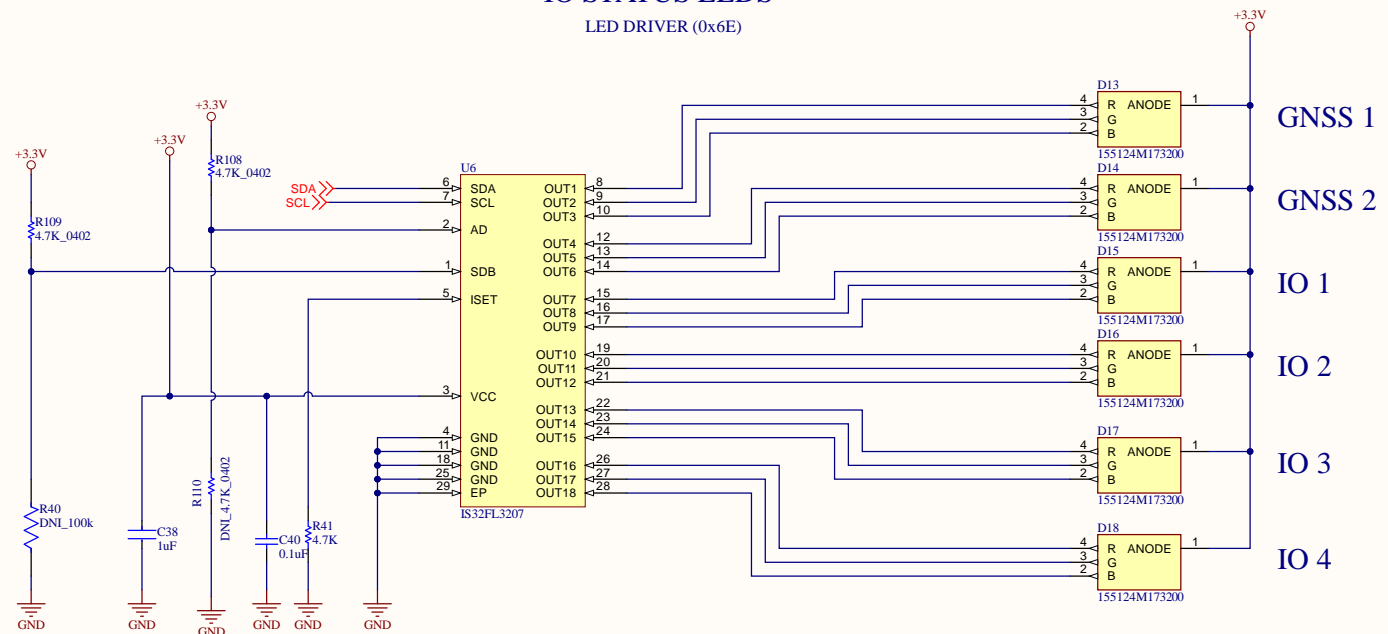 IO STATUS LEDS
LED DRIVER (0x6E)
+3.3V
+3.3V
+3.3V
+3.3V
R108
4.7K_0402
R109
4.7K_0402
SDA
SCL
U6
6 SDA
7 SCL
2 AD
1 SDB
5 ISET
3 VCC
4 GND
11 GND
18 GND
25 GND
29 EP
OUT1 8
OUT2 9
OUT3 10
OUT4 12
OUT5 13
OUT6 14
OUT7 15
OUT8 16
OUT9 17
OUT10 19
OUT11 20
OUT12 21
OUT13 22
OUT14 23
OUT15 24
OUT16 26
OUT17 27
OUT18 28
IS32FL3207
D13
4 R ANODE 1
3 G
2 B
155124M173200
GNSS 1
D14
4 R ANODE 1
3 G
2 B
155124M173200
GNSS 2
D15
4 R ANODE 1
3 G
2 B
155124M173200
IO 1
D16
4 R ANODE 1
3 G
2 B
155124M173200
IO 2
D17
4 R ANODE 1
3 G
2 B
155124M173200
IO 3
D18
4 R ANODE 1
3 G
2 B
155124M173200
IO 4
R40
DNI_100k
C38
1uF
R110
DNI_4.7K_0402
C40
0.1uF
R41
4.7K
GND
GND
GND
GND
GND
GND